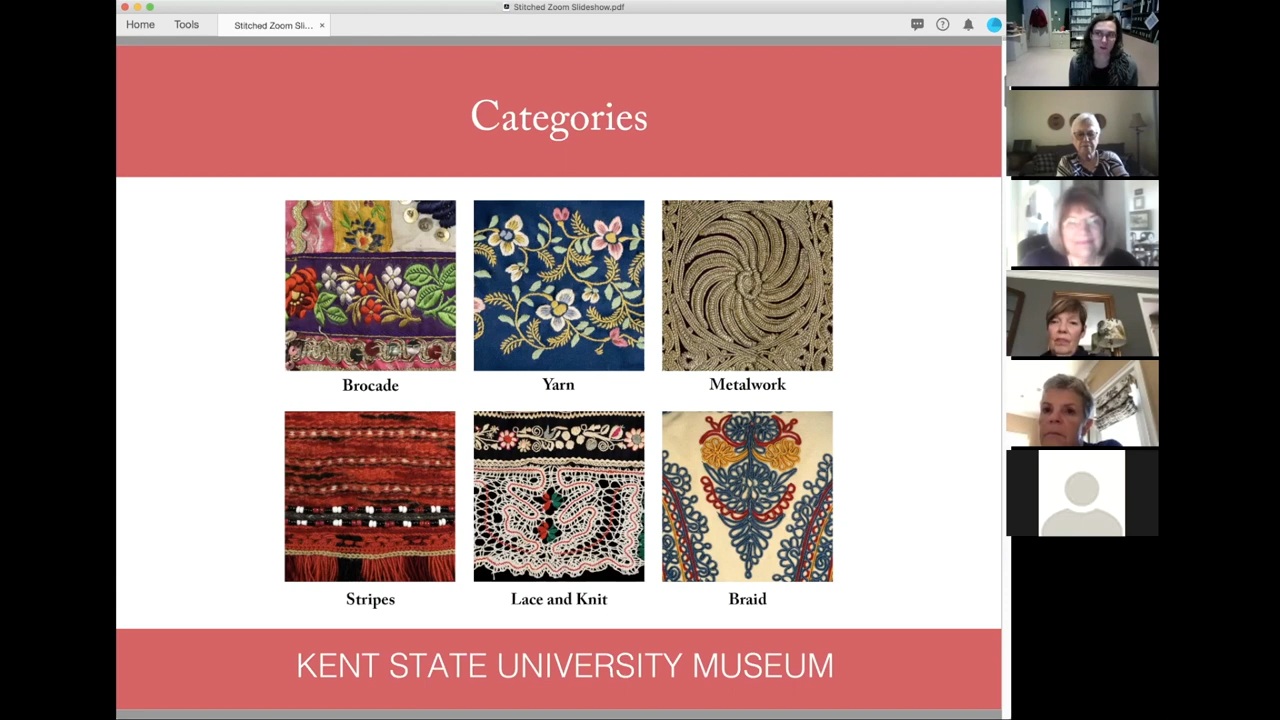 Stitched Zoom Slideshow.pdf
Home Tools Stitched Zoom Sli... ×
Categories
Brocade Yarn Metalwork
Stripes Lace and Knit Braid
KENT STATE UNIVERSITY MUSEUM